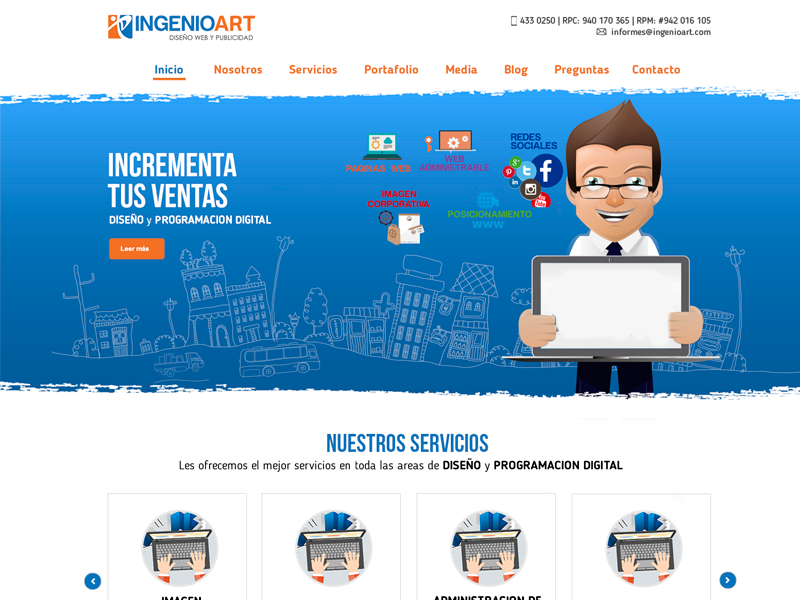 INGENIOART
DISEÑO WEB Y PUBLICIDAD
433 0250 | RPC: 940 170 365 | RPM: #942 016 105
informes@ingenioart.com
Inicio Nosotros Servicios Portafolio Media Blog Preguntas Contacto
INCREMENTA
TUS VENTAS
DISEÑO y PROGRAMACION DIGITAL
Leer más
PAGINAS WEB
WEB
ADMINISTRABLE
REDES
SOCIALES
IMAGEN
CORPORATIVA
POSICIONAMIENTO
WWW
You
Tube
NUESTROS SERVICIOS
Les ofrecemos el mejor servicios en toda las areas de DISEÑO y PROGRAMACION DIGITAL
IMAGEN
ADMINISTRACION DE